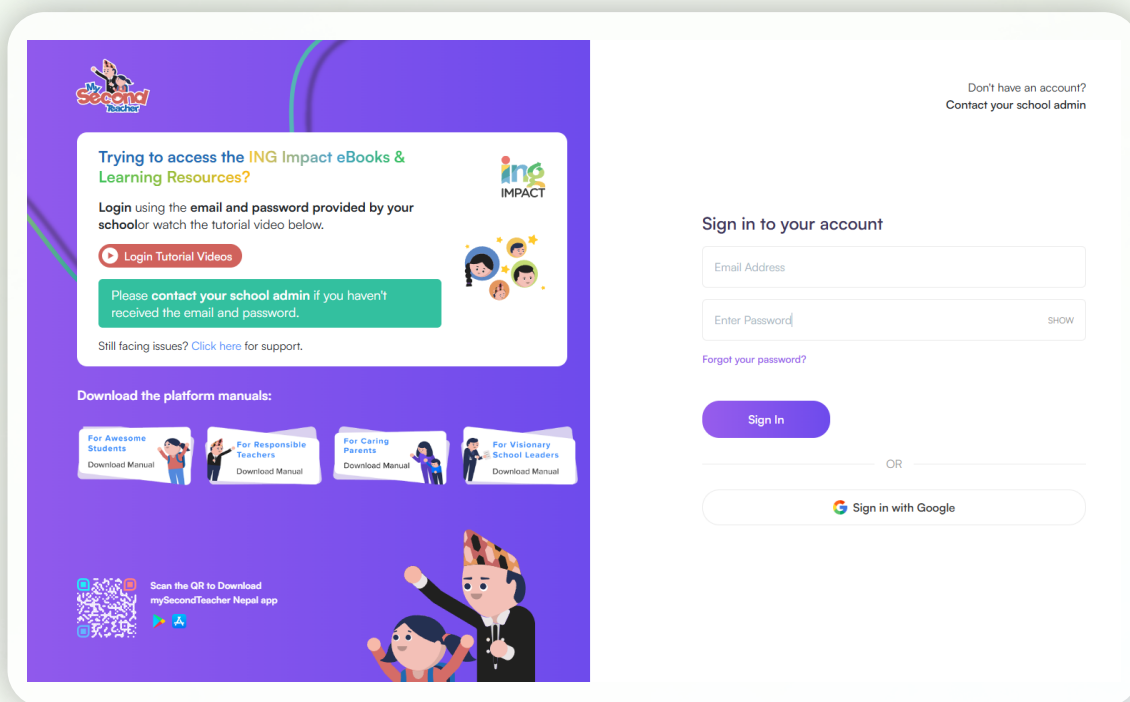 My
Second
Teacher
Trying to access the ING Impact eBooks &
Learning Resources?
ing
IMPACT
Login using the email and password provided by your
schoolor watch the tutorial video below.
Login Tutorial Videos
Please contact your school admin if you haven't
received the email and password.
Still facing issues? Click here for support.
Download the platform manuals:
For Awesome
Students
Download Manual
For Responsible
Teachers
Download Manual
For Caring
Parents
Download Manual
For Visionary
School Leaders
Download Manual
Scan the QR to Download
mySecondTeacher Nepal app
Don't have an account?
Contact your school admin
Sign in to your account
Email Address
Enter Password
SHOW
Forgot your password?
Sign In
OR
Sign in with Google